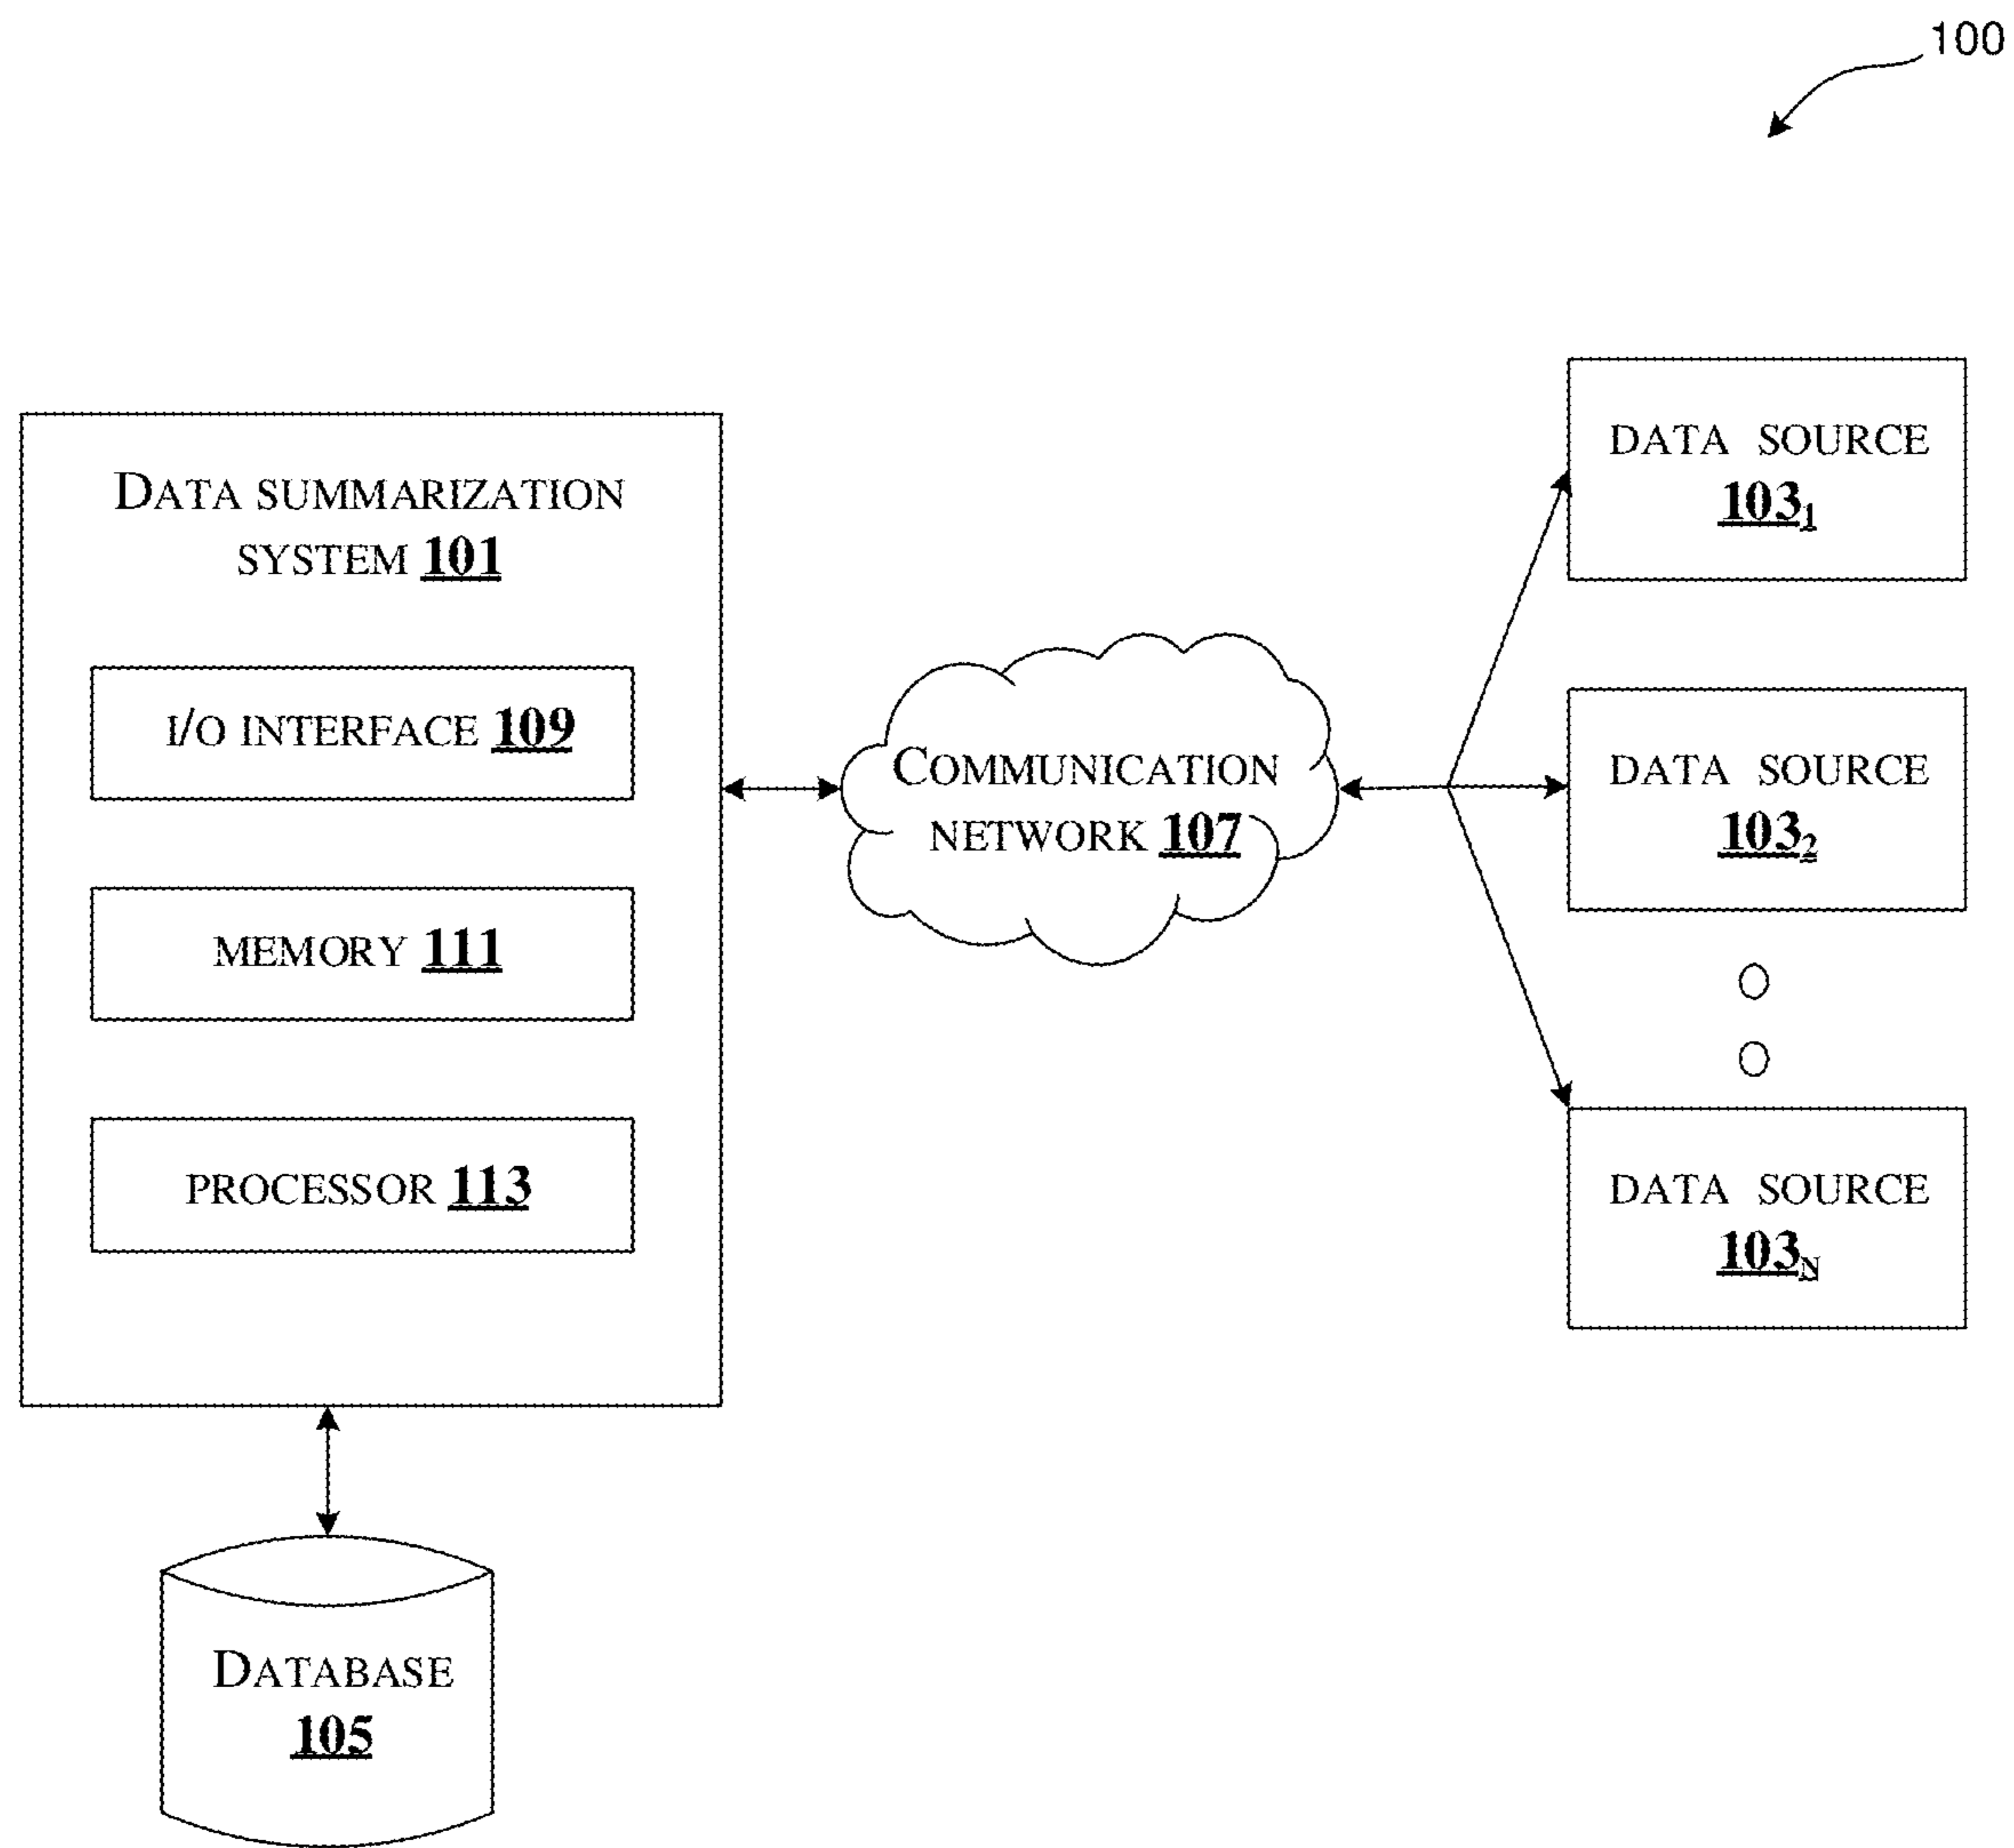 100
DATA SUMMARIZATION
SYSTEM 101
I/O INTERFACE 109
MEMORY 111
PROCESSOR 113
COMMUNICATION
NETWORK 107
DATA SOURCE
103₁
DATA SOURCE
103₂
DATA SOURCE
103_N
DATABASE
105